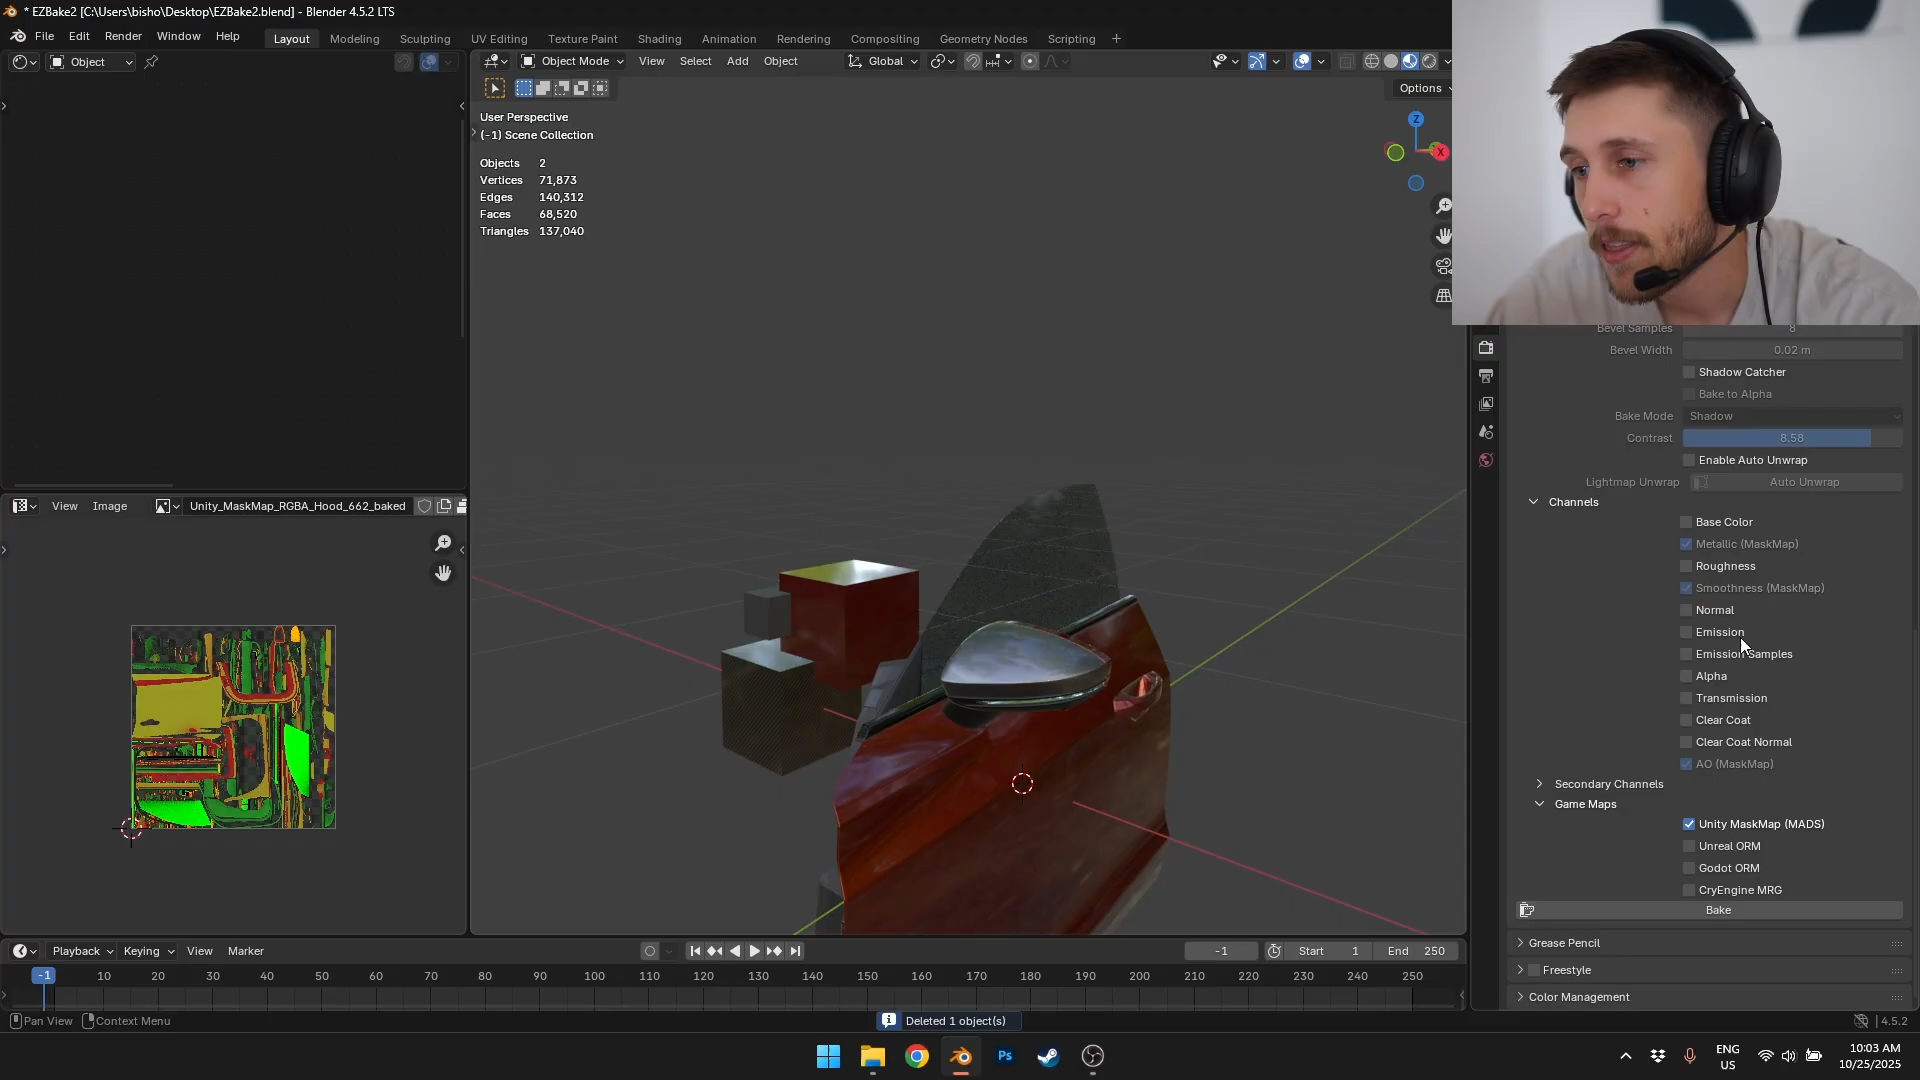 * EZBake2 [C:\Users\bisho\Desktop\EZBake2.blend] - Blender 4.5.2 LTS
File Edit Render Window Help
Layout Modeling Sculpting UV Editing Texture Paint Shading Animation Rendering Compositing Geometry Nodes Scripting +
Object
Object Mode View Select Add Object Global
Options
User Perspective
(-1) Scene Collection
Objects 2
Vertices 71,873
Edges 140,312
Faces 68,520
Triangles 137,040
Z
X
View Image Unity_MaskMap_RGBA_Hood_662_baked
Bevel Samples 8
Bevel Width 0.02 m
Shadow Catcher
Bake to Alpha
Bake Mode Shadow
Contrast 8.58
Enable Auto Unwrap
Lightmap Unwrap Auto Unwrap
Channels
Base Color
Metallic (MaskMap)
Roughness
Smoothness (MaskMap)
Normal
Emission
Emission Samples
Alpha
Transmission
Clear Coat
Clear Coat Normal
AO (MaskMap)
Secondary Channels
Game Maps
Unity MaskMap (MADS)
Unreal ORM
Godot ORM
CryEngine MRG
Bake
Grease Pencil
Freestyle
Color Management
Playback Keying View Marker
-1 Start 1 End 250
-1 10 20 30 40 50 60 70 80 90 100 110 120 130 140 150 160 170 180 190 200 210 220 230 240 250
Pan View Context Menu
Deleted 1 object(s)
4.5.2
Ps
ENG
US
10:03 AM
10/25/2025